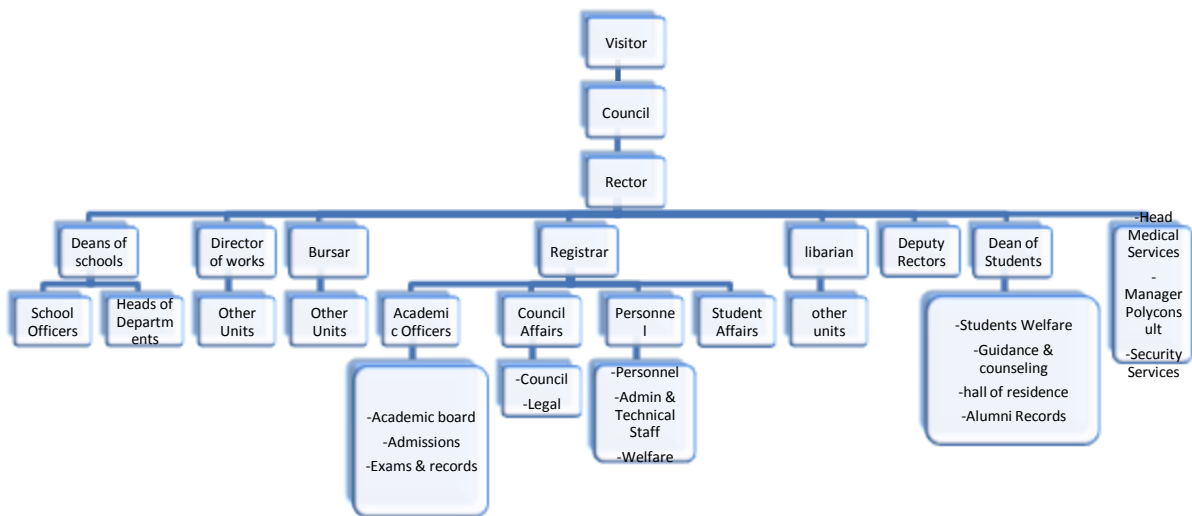 Visitor
Council
Rector
Deans of
schools
Director
of works
Bursar
Registrar
libarian
Deputy
Rectors
Dean of
Students
-Head
Medical
Services
-
Manager
Polycons
ult
-Security
Services
School
Officers
Heads of
Departm
ents
Other
Units
Other
Units
Academi
c Officers
Council
Affairs
Personne
l
Student
Affairs
other
units
-Academic board
-Admissions
-Exams & records
-Council
-Legal
-Personnel
-Admin &
Technical
Staff
-Welfare
-Students Welfare
-Guidance &
counseling
-hall of residence
-Alumni Records